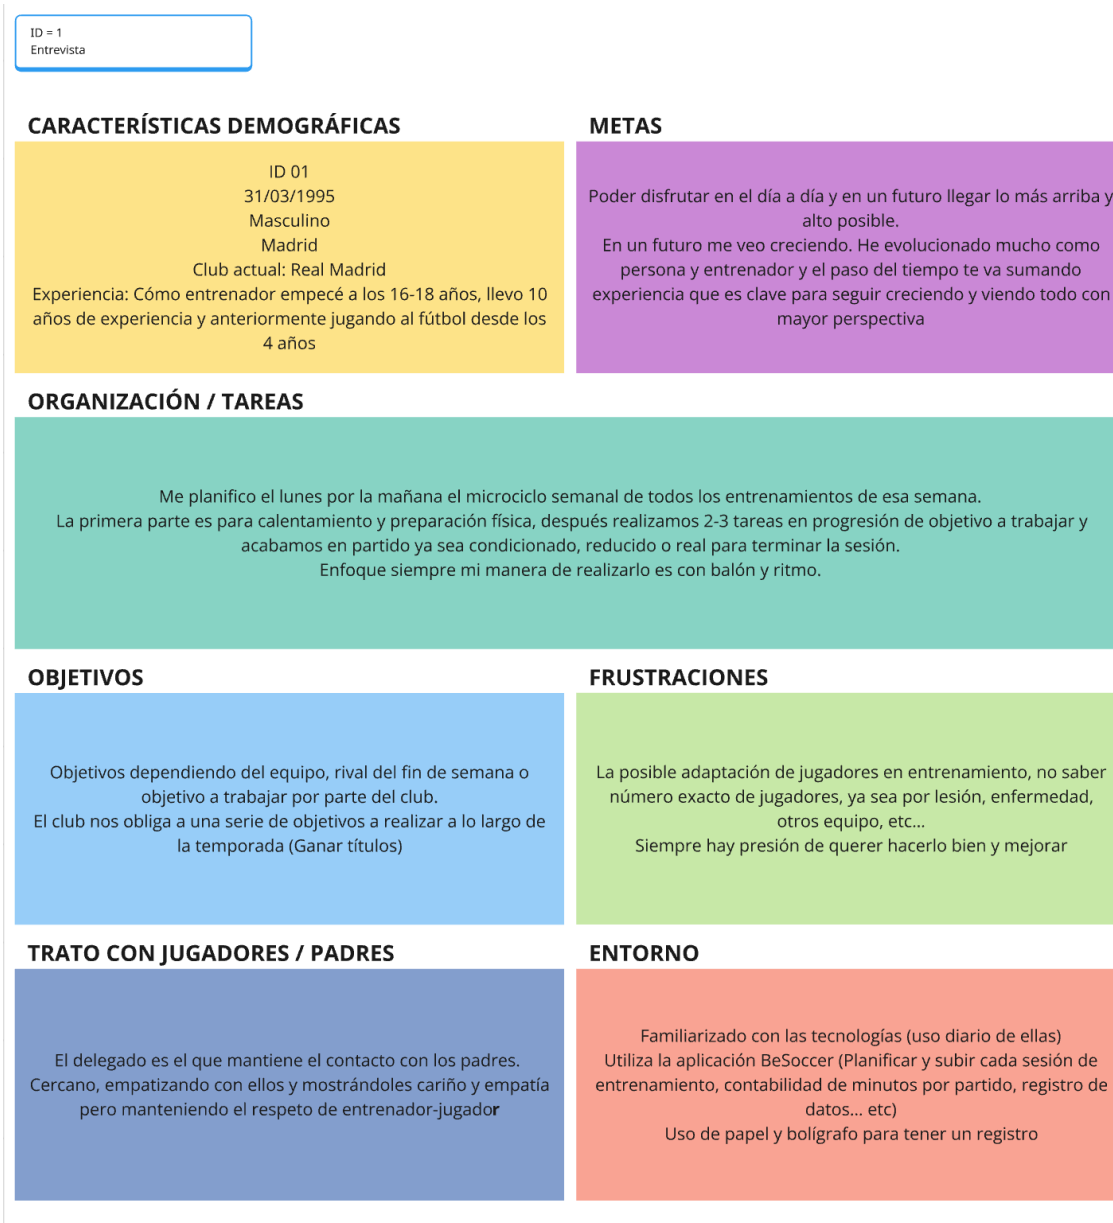 ID = 1
Entrevista
CARACTERÍSTICAS DEMOGRÁFICAS
ID 01
31/03/1995
Masculino
Madrid
Club actual: Real Madrid
Experiencia: Cómo entrenador empecé a los 16-18 años, llevo 10
años de experiencia y anteriormente jugando al fútbol desde los
4 años
METAS
Poder disfrutar en el día a día y en un futuro llegar lo más arriba y
alto posible.
En un futuro me veo creciendo. He evolucionado mucho como
persona y entrenador y el paso del tiempo te va sumando
experiencia que es clave para seguir creciendo y viendo todo con
mayor perspectiva
ORGANIZACIÓN / TAREAS
Me planifico el lunes por la mañana el microciclo semanal de todos los entrenamientos de esa semana.
La primera parte es para calentamiento y preparación física, después realizamos 2-3 tareas en progresión de objetivo a trabajar y
acabamos en partido ya sea condicionado, reducido o real para terminar la sesión.
Enfoque siempre mi manera de realizarlo es con balón y ritmo.
OBJETIVOS
Objetivos dependiendo del equipo, rival del fin de semana o
objetivo a trabajar por parte del club.
El club nos obliga a una serie de objetivos a realizar a lo largo de
la temporada (Ganar títulos)
FRUSTRACIONES
La posible adaptación de jugadores en entrenamiento, no saber
número exacto de jugadores, ya sea por lesión, enfermedad,
otros equipo, etc...
Siempre hay presión de querer hacerlo bien y mejorar
TRATO CON JUGADORES / PADRES
El delegado es el que mantiene el contacto con los padres.
Cercano, empatizando con ellos y mostrándoles cariño y empatía
pero manteniendo el respeto de entrenador-jugador
ENTORNO
Familiarizado con las tecnologías (uso diario de ellas)
Utiliza la aplicación BeSoccer (Planificar y subir cada sesión de
entrenamiento, contabilidad de minutos por partido, registro de
datos... etc)
Uso de papel y bolígrafo para tener un registro